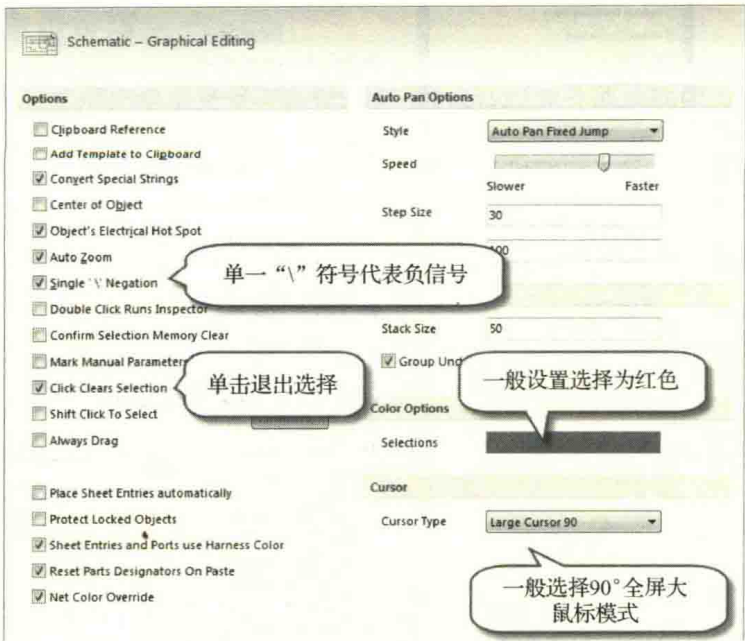 Schematic – Graphical Editing
Options
Clipboard Reference
Add Template to Clipboard
Convert Special Strings
Center of Object
Object's Electrical Hot Spot
Auto Zoom
Single '\' Negation
Double Click Runs Inspector
Confirm Selection Memory Clear
Mark Manual Parameters
Click Clears Selection
Shift Click To Select
Always Drag
Place Sheet Entries automatically
Protect Locked Objects
Sheet Entries and Ports use Harness Color
Reset Parts Designators On Paste
Net Color Override
单一“\”符号代表负信号
单击退出选择
Auto Pan Options
Style Auto Pan Fixed Jump
Speed
Slower Faster
Step Size 30
100
Stack Size 50
Group
一般设置选择为红色
Color Options
Selections
Cursor
Cursor Type Large Cursor 90
一般选择90°全屏大
鼠标模式